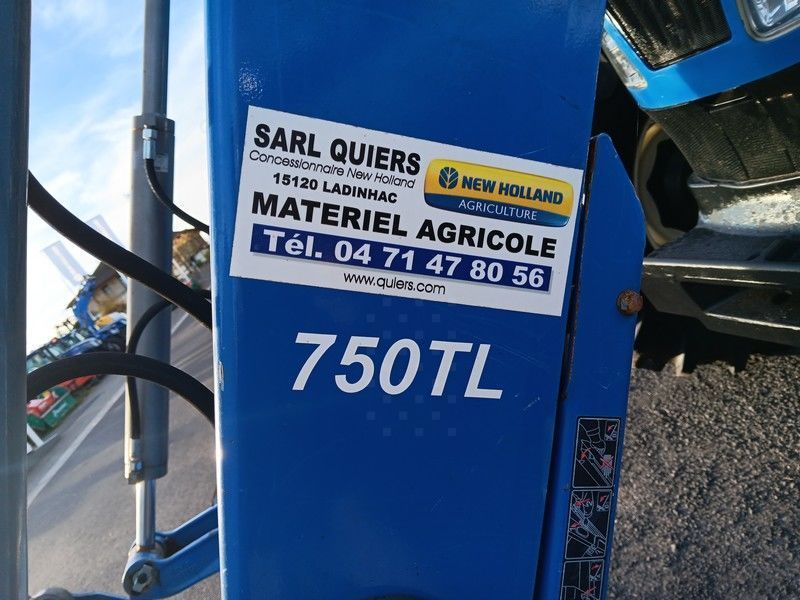 SARL QUIERS
Concessionnaire New Holland
15120 LADINHAC
NEW HOLLAND
AGRICULTURE
MATERIEL AGRICOLE
Tél. 04 71 47 80 56
www.quiers.com
750TL